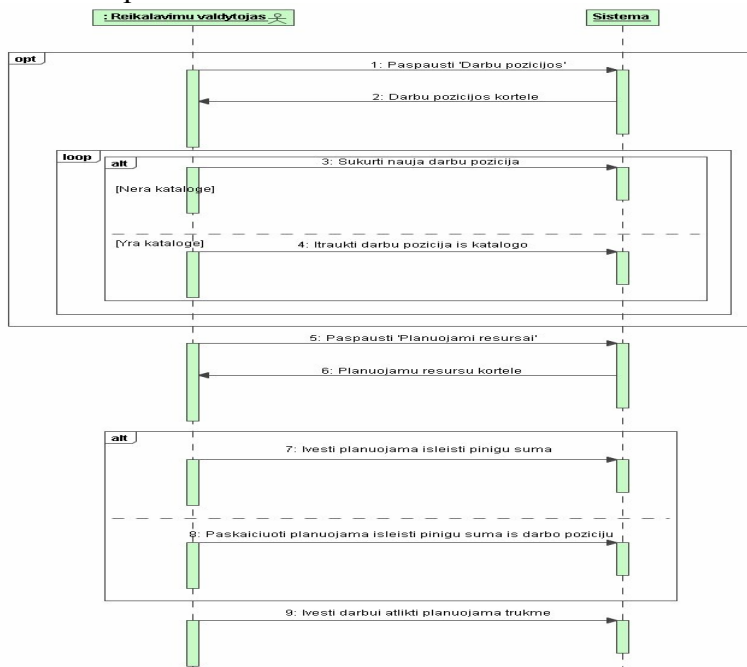 : Reikalavimu valdytojas
Sistema
opt
1: Paspausti 'Darbu pozicijos'
2: Darbu pozicijos kortele
loop
alt
3: Sukurti nauja darbu pozicija
[Nera kataloge]
[Yra kataloge]
4: Itraukti darbu pozicija is katalogo
5: Paspausti 'Planuojami resursai'
6: Planuojamu resursu kortele
alt
7: Ivesti planuojama isleisti pinigu suma
8: Paskaiciuoti planuojama isleisti pinigu suma is darbo poziciju
9: Ivesti darbui atlikti planuojama trukme